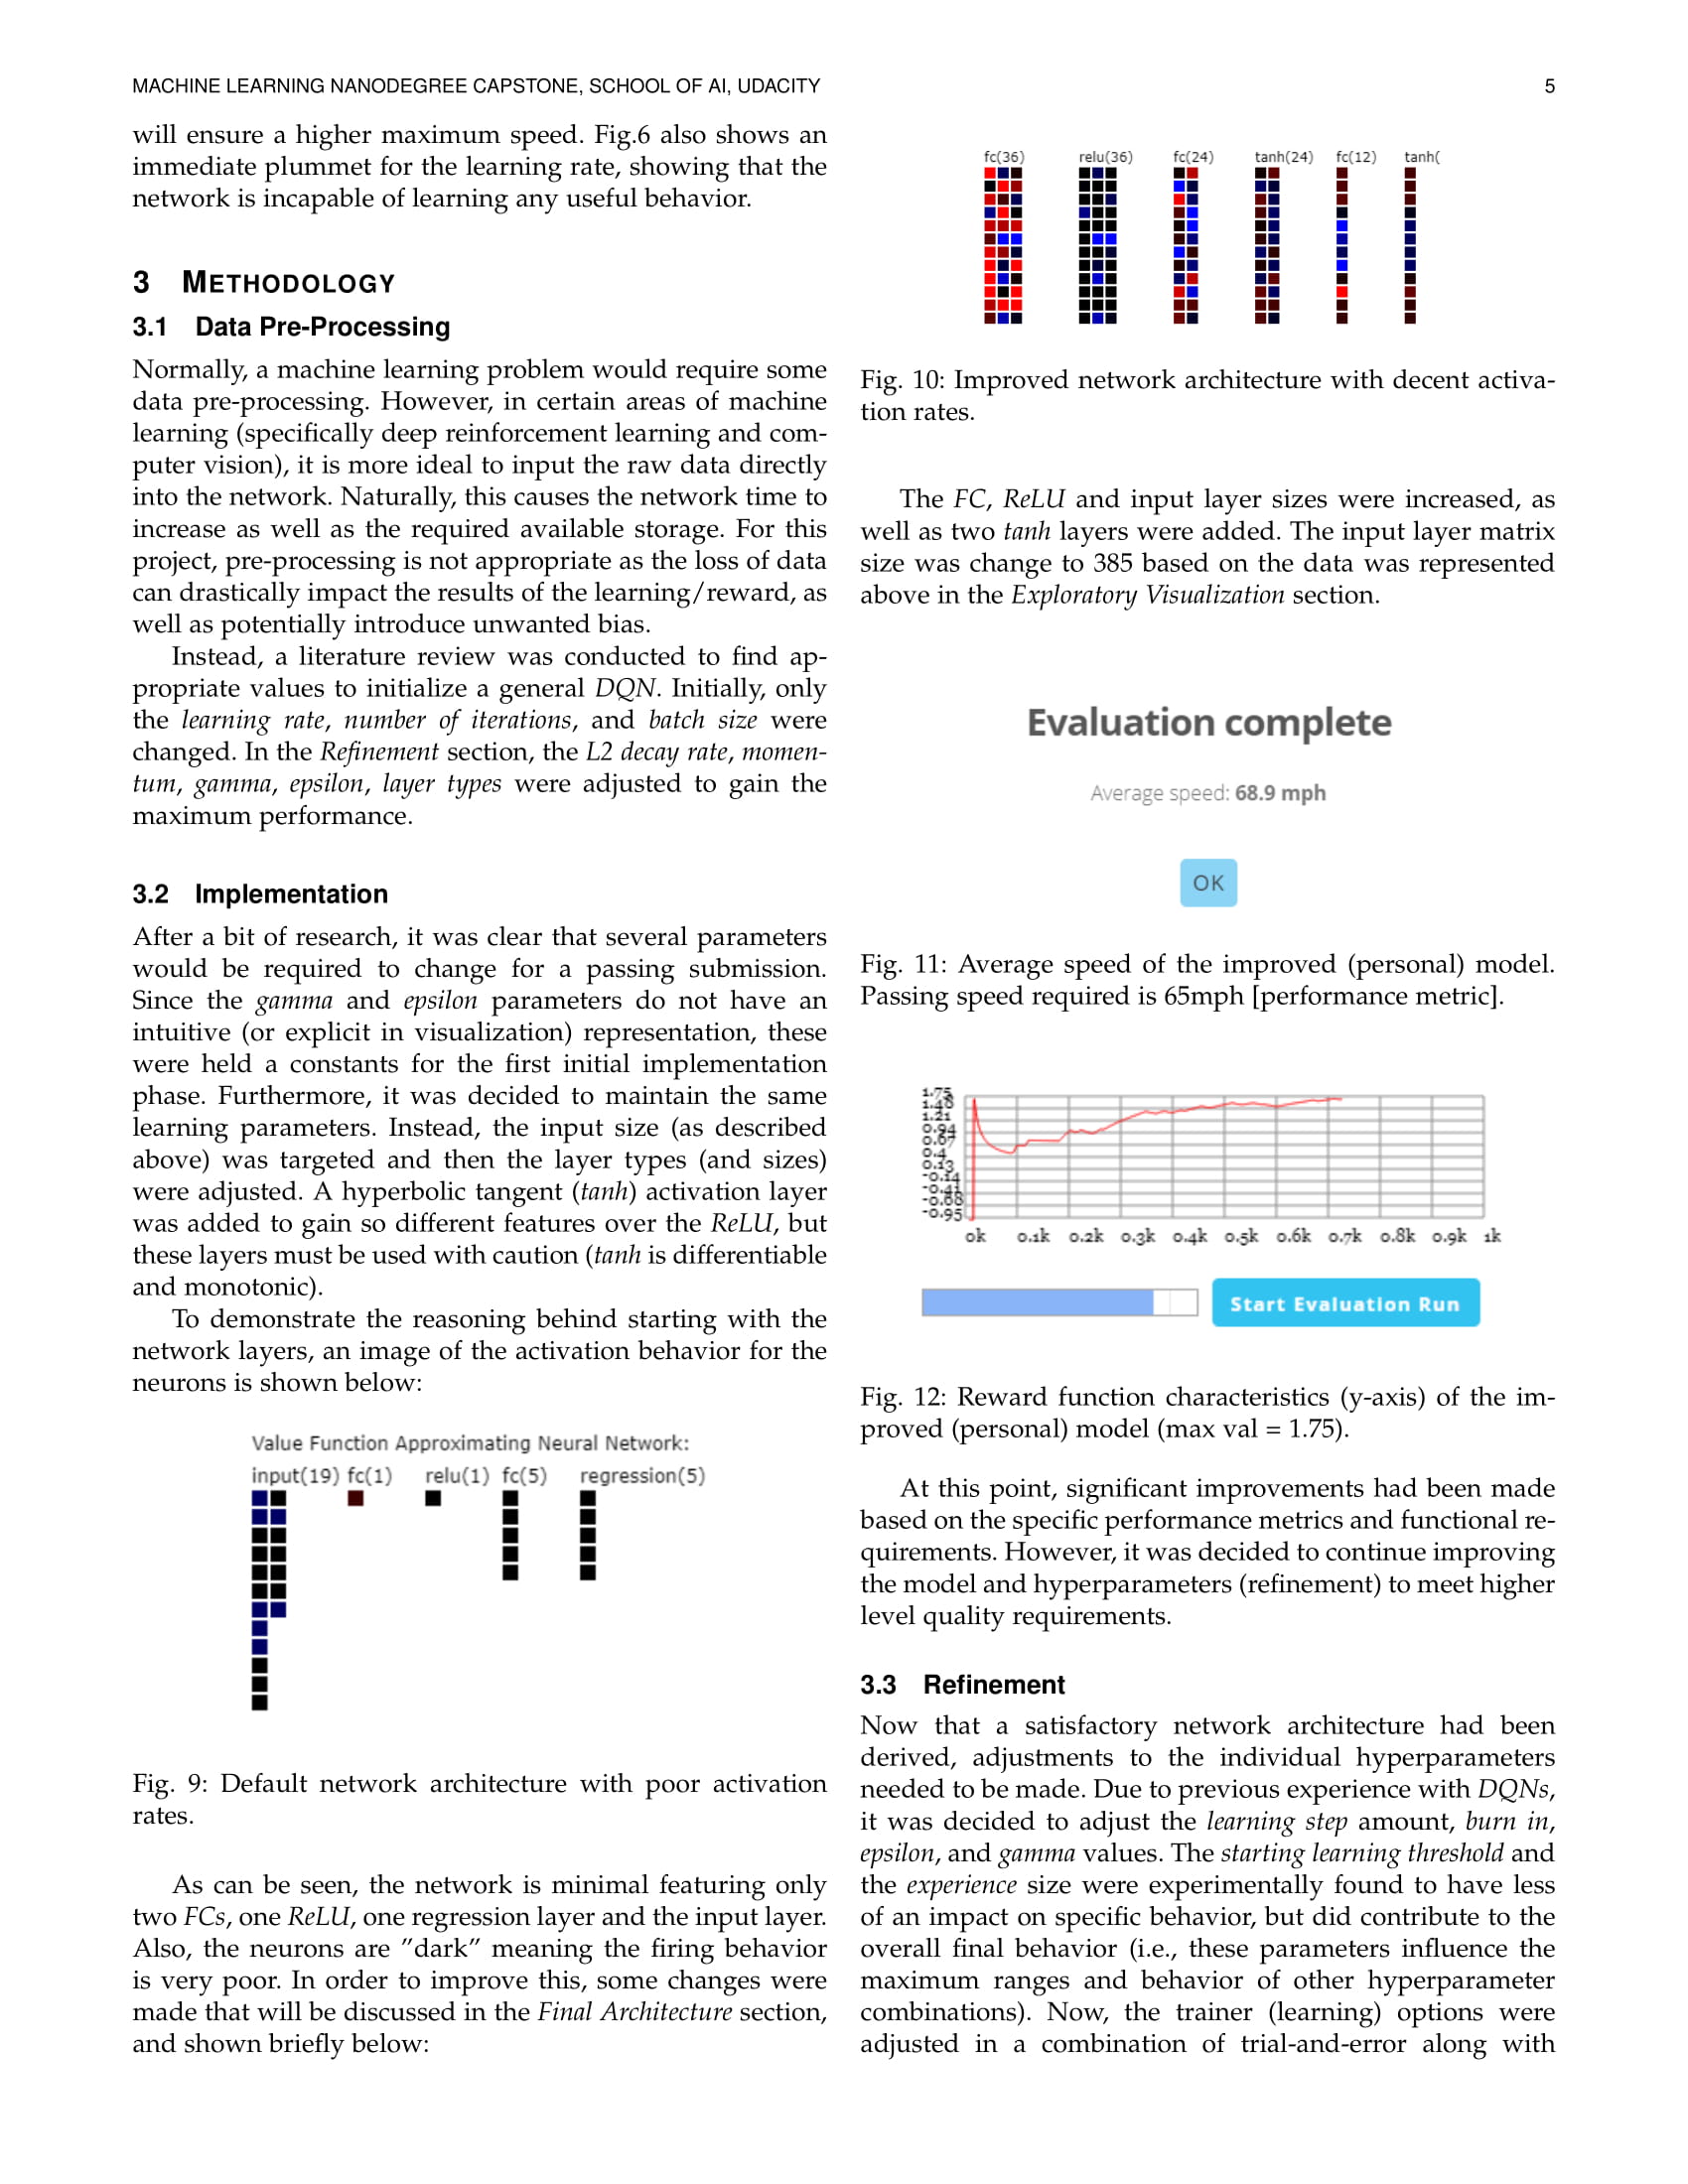 MACHINE LEARNING NANODEGREE CAPSTONE, SCHOOL OF AI, UDACITY 5
will ensure a higher maximum speed. Fig.6 also shows an
immediate plummet for the learning rate, showing that the
network is incapable of learning any useful behavior.
3 METHODOLOGY
3.1 Data Pre-Processing
Normally, a machine learning problem would require some
data pre-processing. However, in certain areas of machine
learning (specifically deep reinforcement learning and com-
puter vision), it is more ideal to input the raw data directly
into the network. Naturally, this causes the network time to
increase as well as the required available storage. For this
project, pre-processing is not appropriate as the loss of data
can drastically impact the results of the learning/reward, as
well as potentially introduce unwanted bias.
Instead, a literature review was conducted to find ap-
propriate values to initialize a general DQN. Initially, only
the learning rate, number of iterations, and batch size were
changed. In the Refinement section, the L2 decay rate, momen-
tum, gamma, epsilon, layer types were adjusted to gain the
maximum performance.
3.2 Implementation
After a bit of research, it was clear that several parameters
would be required to change for a passing submission.
Since the gamma and epsilon parameters do not have an
intuitive (or explicit in visualization) representation, these
were held a constants for the first initial implementation
phase. Furthermore, it was decided to maintain the same
learning parameters. Instead, the input size (as described
above) was targeted and then the layer types (and sizes)
were adjusted. A hyperbolic tangent (tanh) activation layer
was added to gain so different features over the ReLU, but
these layers must be used with caution (tanh is differentiable
and monotonic).
To demonstrate the reasoning behind starting with the
network layers, an image of the activation behavior for the
neurons is shown below:
Value Function Approximating Neural Network:
input(19) fc(1) relu(1) fc(5) regression(5)
Fig. 9: Default network architecture with poor activation
rates.
As can be seen, the network is minimal featuring only
two FCs, one ReLU, one regression layer and the input layer.
Also, the neurons are ”dark” meaning the firing behavior
is very poor. In order to improve this, some changes were
made that will be discussed in the Final Architecture section,
and shown briefly below:
fc(36) relu(36) fc(24) tanh(24) fc(12) tanh(
Fig. 10: Improved network architecture with decent activa-
tion rates.
The FC, ReLU and input layer sizes were increased, as
well as two tanh layers were added. The input layer matrix
size was change to 385 based on the data was represented
above in the Exploratory Visualization section.
Evaluation complete
Average speed: 68.9 mph
OK
Fig. 11: Average speed of the improved (personal) model.
Passing speed required is 65mph [performance metric].
1.75
1.48
1.21
0.94
0.67
0.4
0.13
-0.14
-0.41
-0.68
-0.95
0k 0.1k 0.2k 0.3k 0.4k 0.5k 0.6k 0.7k 0.8k 0.9k 1k
Start Evaluation Run
Fig. 12: Reward function characteristics (y-axis) of the im-
proved (personal) model (max val = 1.75).
At this point, significant improvements had been made
based on the specific performance metrics and functional re-
quirements. However, it was decided to continue improving
the model and hyperparameters (refinement) to meet higher
level quality requirements.
3.3 Refinement
Now that a satisfactory network architecture had been
derived, adjustments to the individual hyperparameters
needed to be made. Due to previous experience with DQNs,
it was decided to adjust the learning step amount, burn in,
epsilon, and gamma values. The starting learning threshold and
the experience size were experimentally found to have less
of an impact on specific behavior, but did contribute to the
overall final behavior (i.e., these parameters influence the
maximum ranges and behavior of other hyperparameter
combinations). Now, the trainer (learning) options were
adjusted in a combination of trial-and-error along with